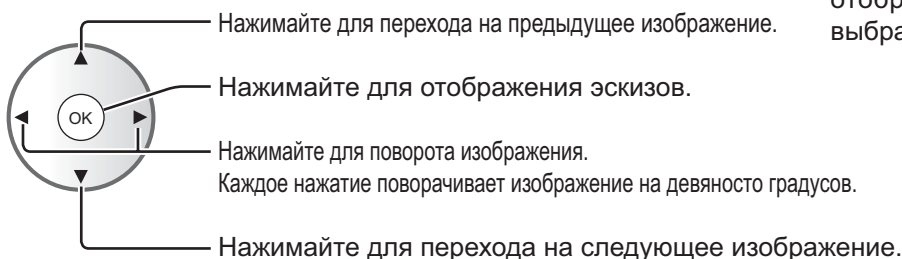 Нажимайте для перехода на предыдущее изображение.
Нажимайте для отображения эскизов.
OK
Нажимайте для поворота изображения.
Каждое нажатие поворачивает изображение на девяносто градусов.
Нажимайте для перехода на следующее изображение.